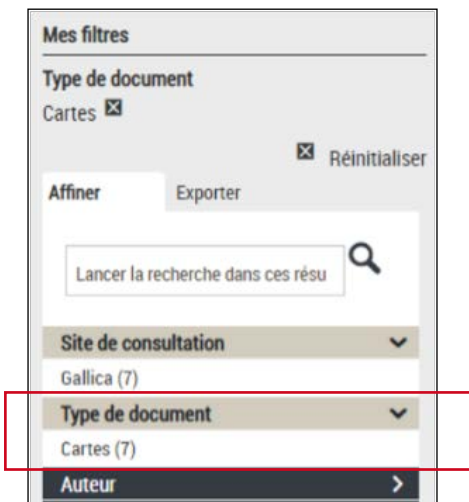 Mes filtres
Type de document
Cartes
Réinitialiser
Affiner Exporter
Lancer la recherche dans ces résu
Site de consultation
Gallica (7)
Type de document
Cartes (7)
Auteur